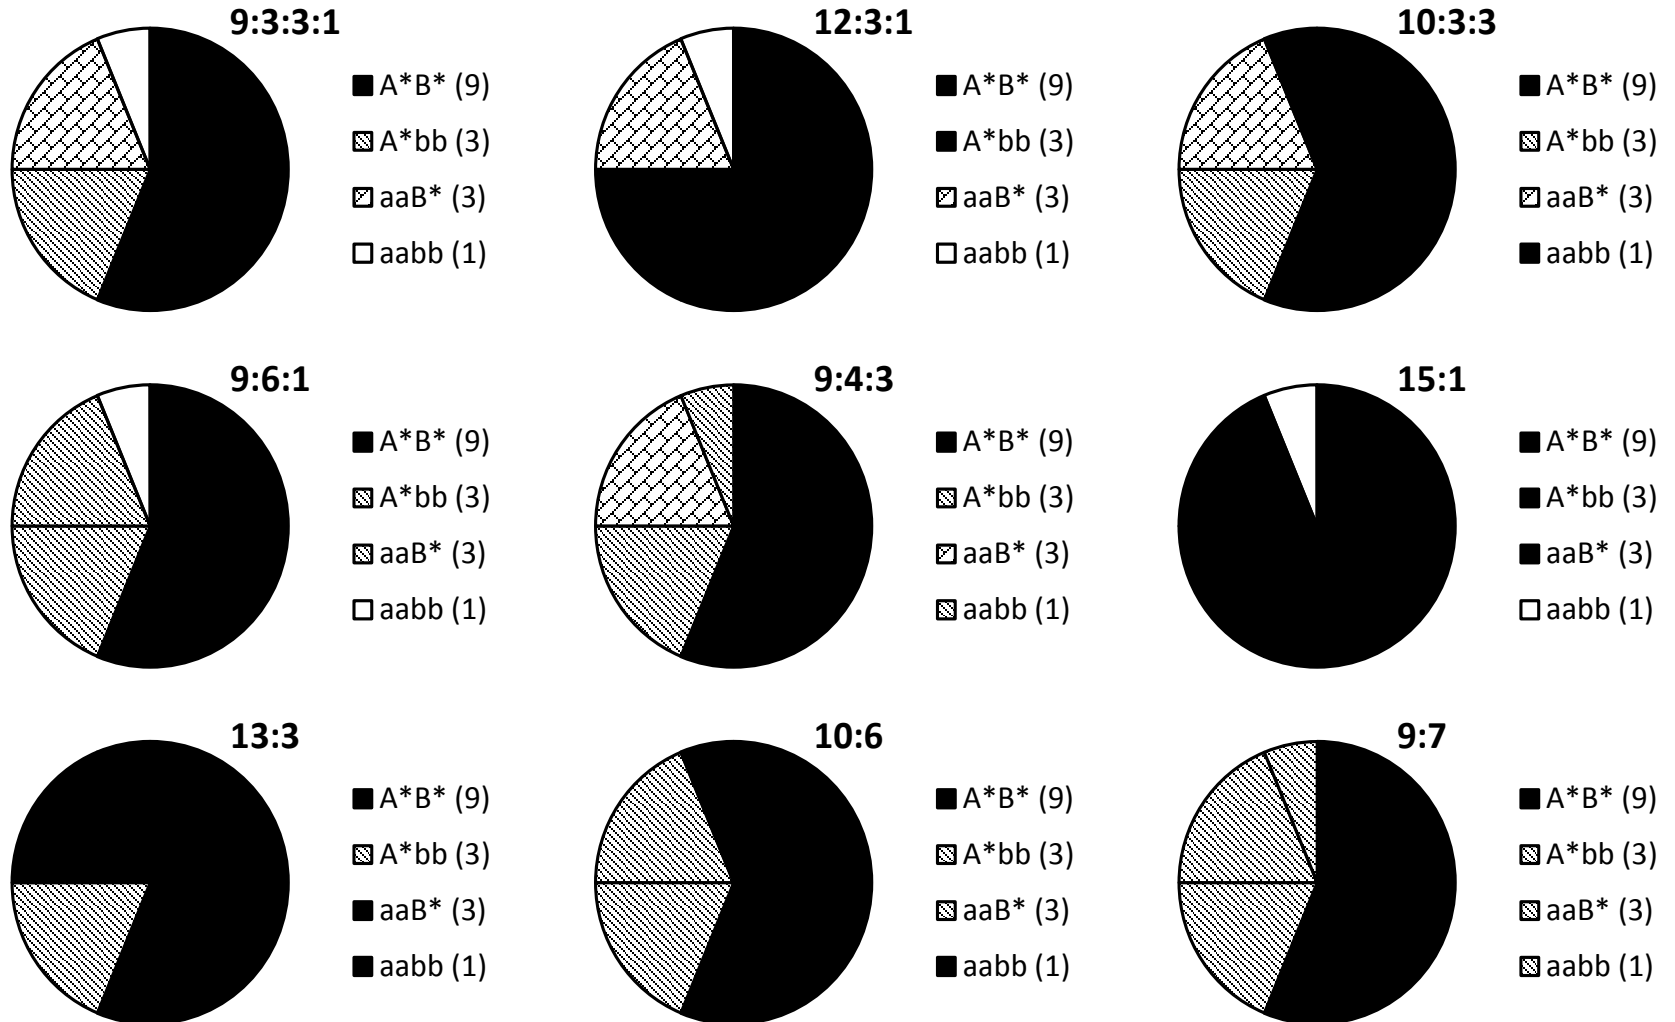 9:3:3:1
A*B* (9)
A*bb (3)
aaB* (3)
aabb (1)
12:3:1
A*B* (9)
A*bb (3)
aaB* (3)
aabb (1)
10:3:3
A*B* (9)
A*bb (3)
aaB* (3)
aabb (1)
9:6:1
A*B* (9)
A*bb (3)
aaB* (3)
aabb (1)
9:4:3
A*B* (9)
A*bb (3)
aaB* (3)
aabb (1)
15:1
A*B* (9)
A*bb (3)
aaB* (3)
aabb (1)
13:3
A*B* (9)
A*bb (3)
aaB* (3)
aabb (1)
10:6
A*B* (9)
A*bb (3)
aaB* (3)
aabb (1)
9:7
A*B* (9)
A*bb (3)
aaB* (3)
aabb (1)